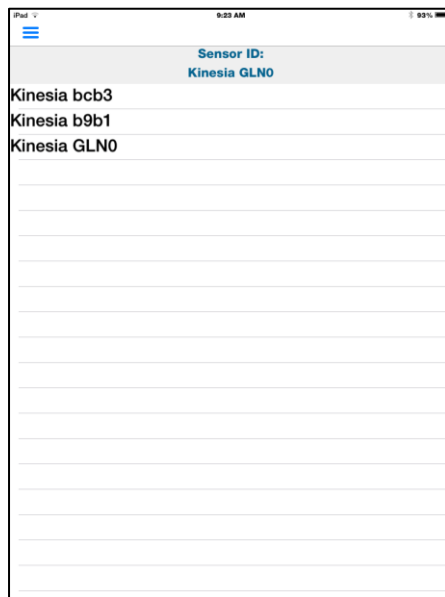 iPad 9:23 AM 93%
Sensor ID:
Kinesia GLN0
Kinesia bcb3
Kinesia b9b1
Kinesia GLN0